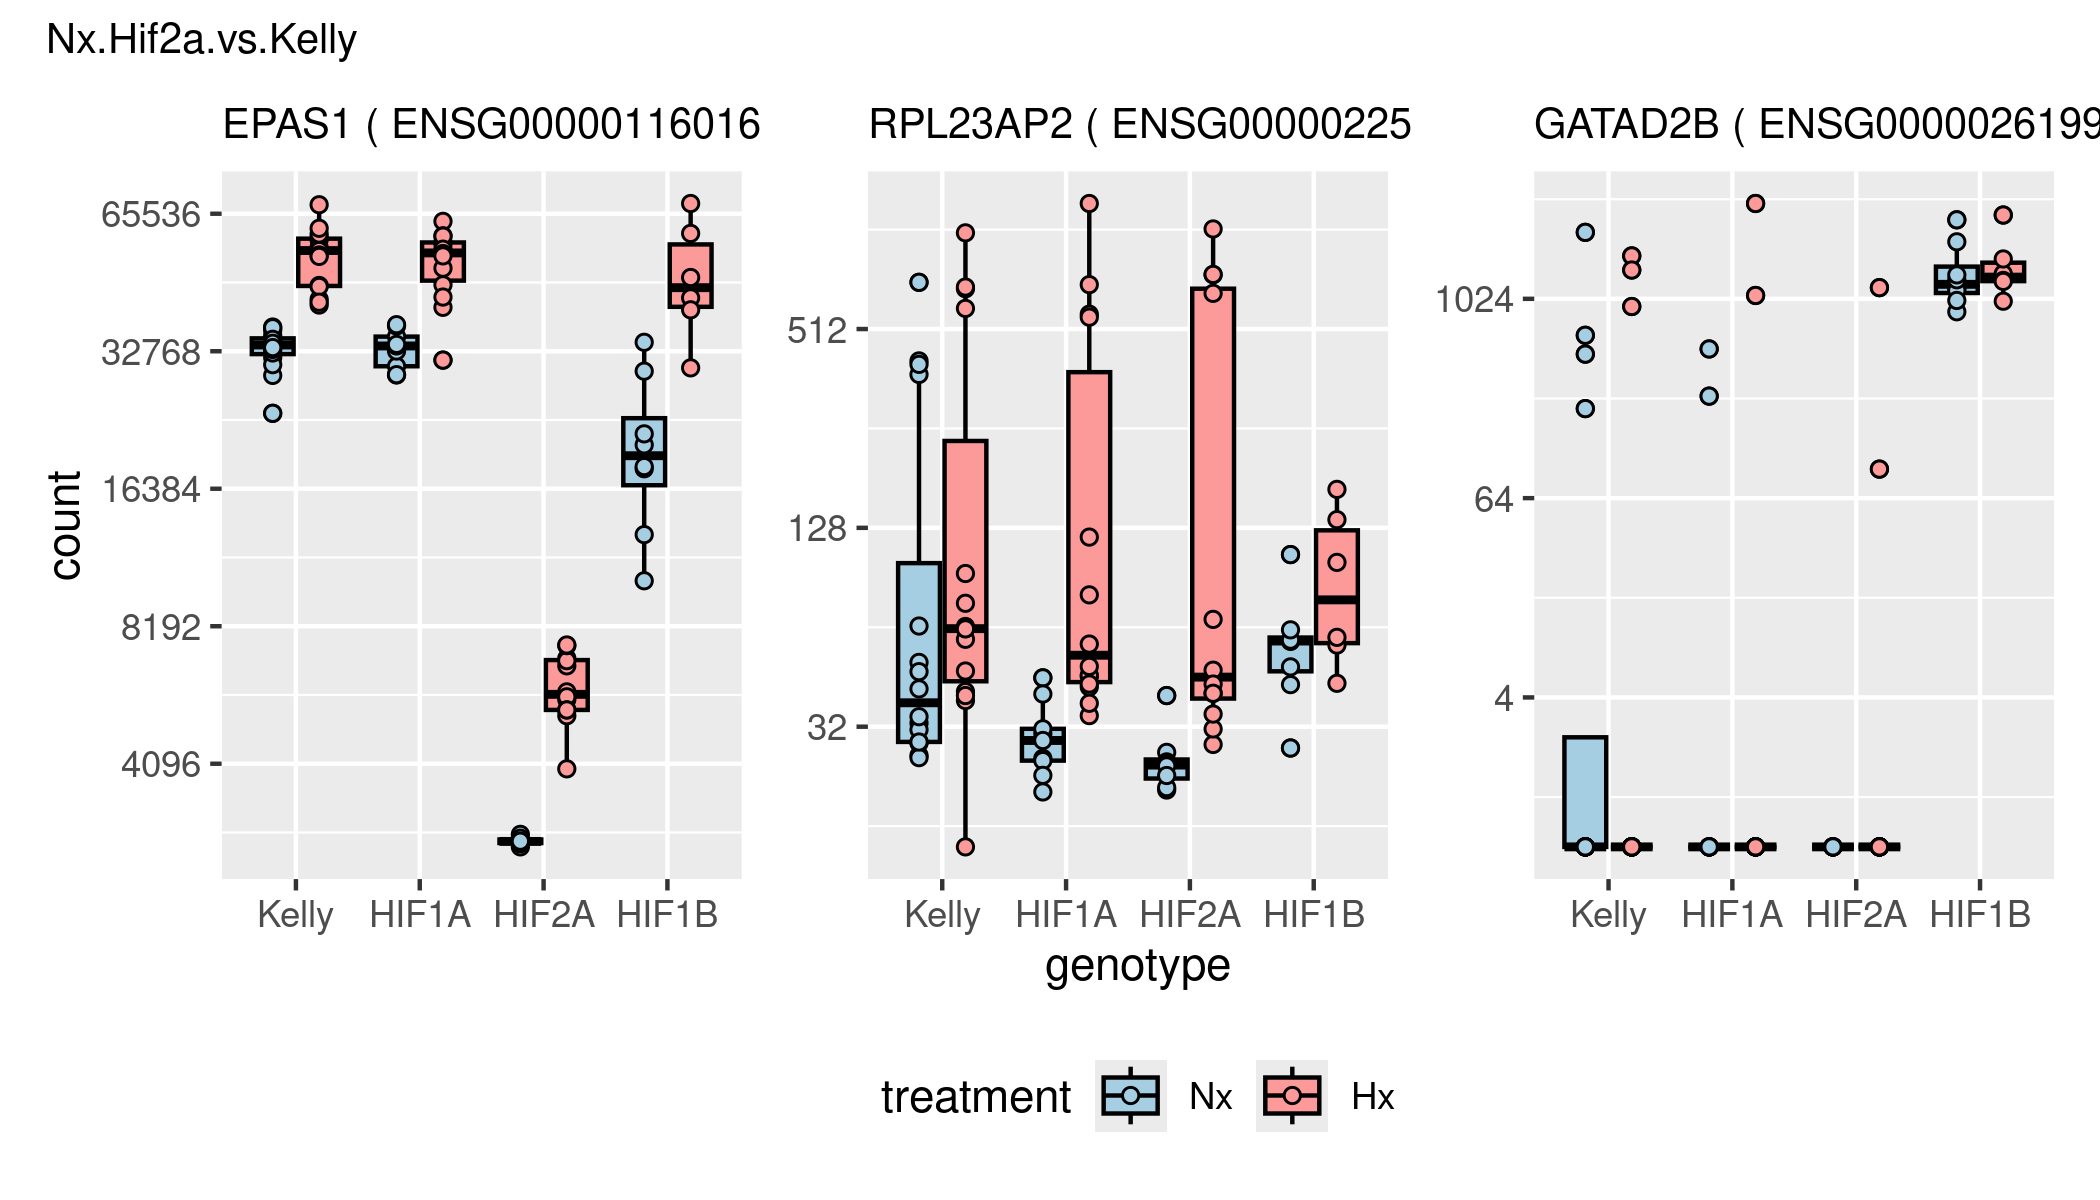 Nx.Hif2a.vs.Kelly
EPAS1 ( ENSG00000116016
RPL23AP2 ( ENSG00000225
GATAD2B ( ENSG0000026199
count
65536
32768
16384
8192
4096
Kelly HIF1A HIF2A HIF1B
512
128
32
Kelly HIF1A HIF2A HIF1B
1024
64
4
Kelly HIF1A HIF2A HIF1B
genotype
treatment Nx Hx